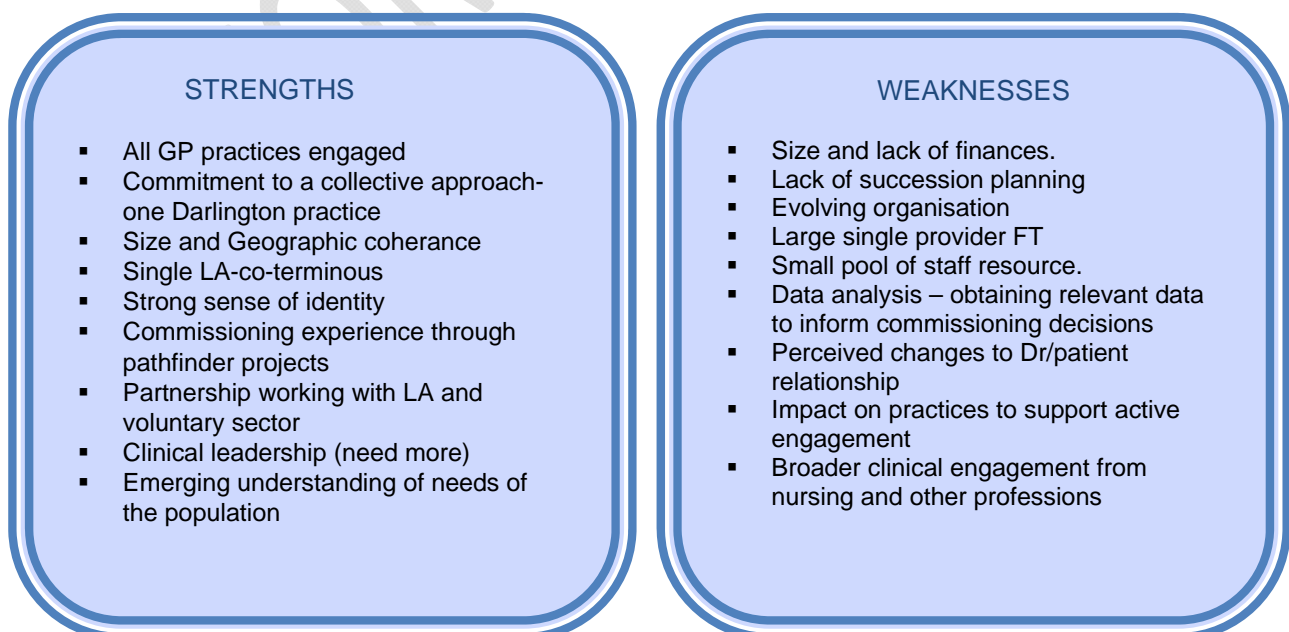 STRENGTHS
▪ All GP practices engaged
▪ Commitment to a collective approach-
one Darlington practice
▪ Size and Geographic coherance
▪ Single LA-co-terminous
▪ Strong sense of identity
▪ Commissioning experience through
pathfinder projects
▪ Partnership working with LA and
voluntary sector
▪ Clinical leadership (need more)
▪ Emerging understanding of needs of
the population
WEAKNESSES
▪ Size and lack of finances.
▪ Lack of succession planning
▪ Evolving organisation
▪ Large single provider FT
▪ Small pool of staff resource.
▪ Data analysis – obtaining relevant data
to inform commissioning decisions
▪ Perceived changes to Dr/patient
relationship
▪ Impact on practices to support active
engagement
▪ Broader clinical engagement from
nursing and other professions